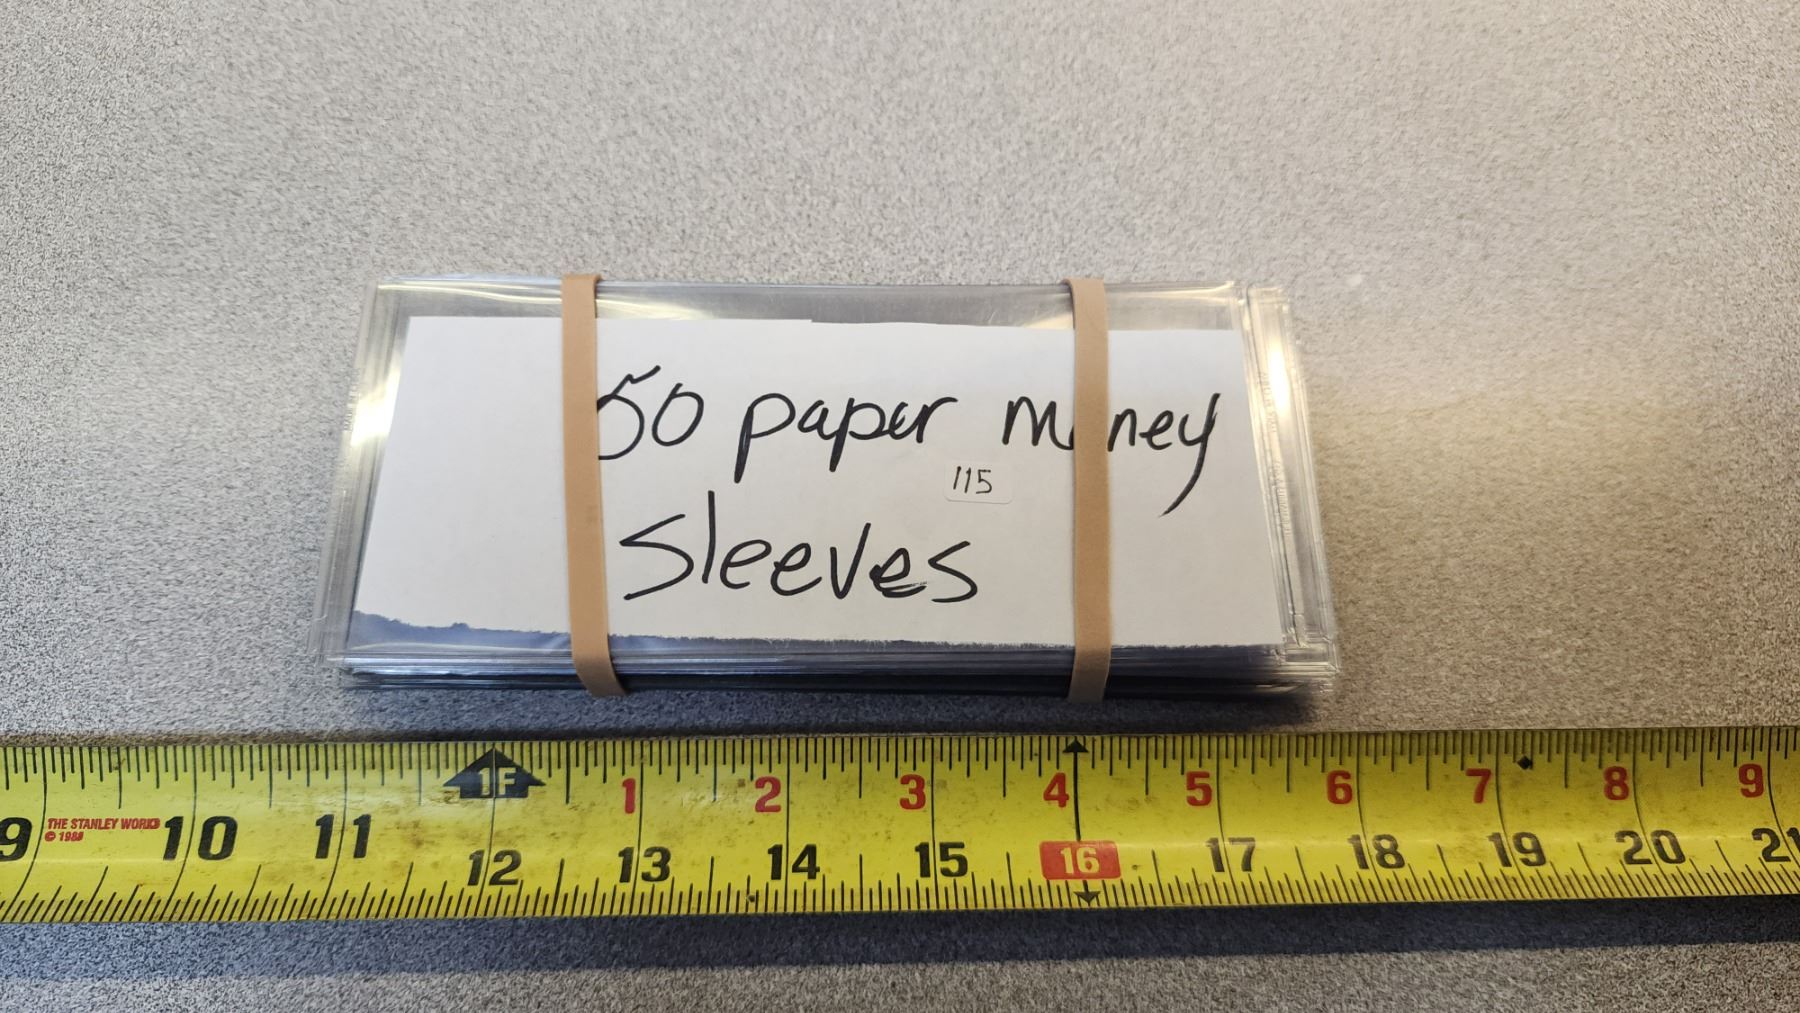 50 paper money
115
sleeves
1F
1 2 3 4 5 6 7 8 9
THE STANLEY WORKS
© 1989
9 10 11 12 13 14 15 16 17 18 19 20 21